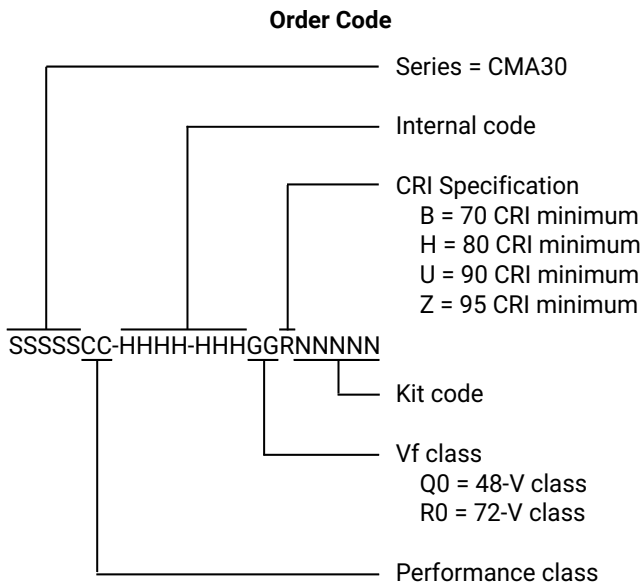 Order Code
Series = CMA30
Internal code
CRI Specification
B = 70 CRI minimum
H = 80 CRI minimum
U = 90 CRI minimum
Z = 95 CRI minimum
SSSSSCC-HHHH-HHHGGRNNNNN
Kit code
Vf class
Q0 = 48-V class
R0 = 72-V class
Performance class